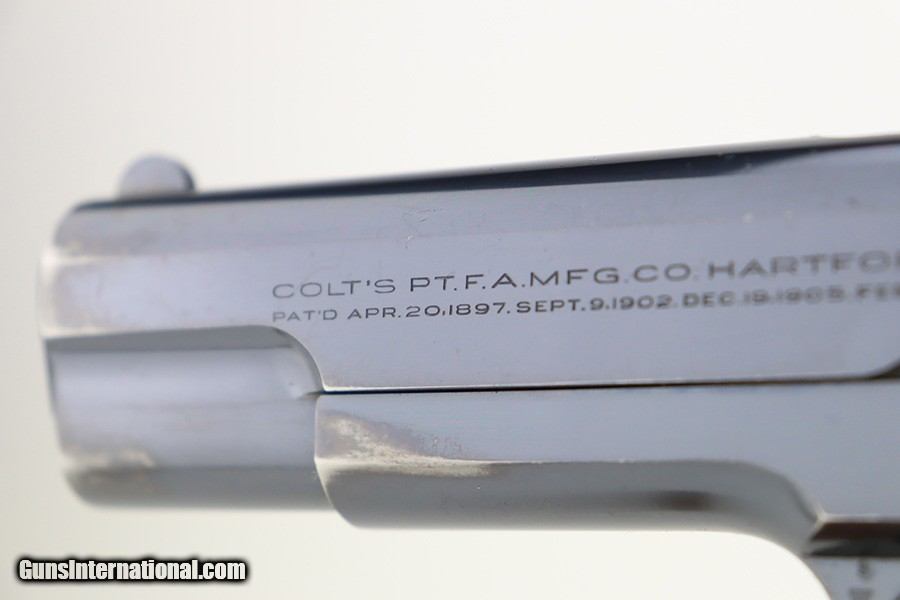 COLT'S PT. F. A. MFG. CO. HARTFO
PAT'D APR. 20, 1897. SEPT. 9, 1902. DEC. 19, 1905. FE
GunsInternational.com